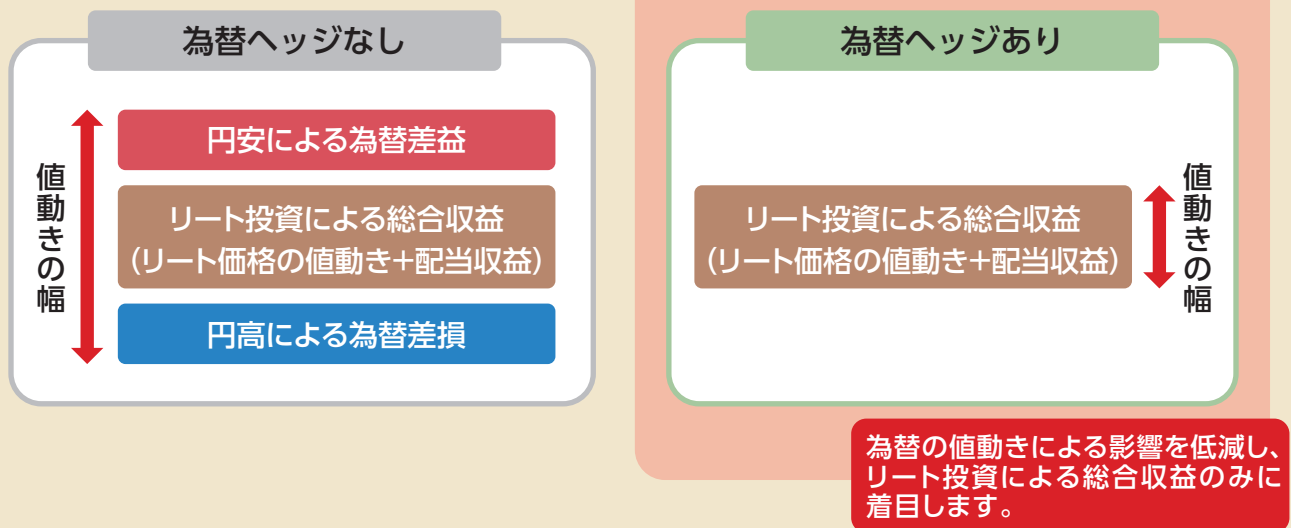 為替ヘッジなし
値動きの幅
円安による為替差益
リート投資による総合収益
(リート価格の値動き+配当収益)
円高による為替差損
為替ヘッジあり
リート投資による総合収益
(リート価格の値動き+配当収益)
値動きの幅
為替の値動きによる影響を低減し、
リート投資による総合収益のみに
着目します。